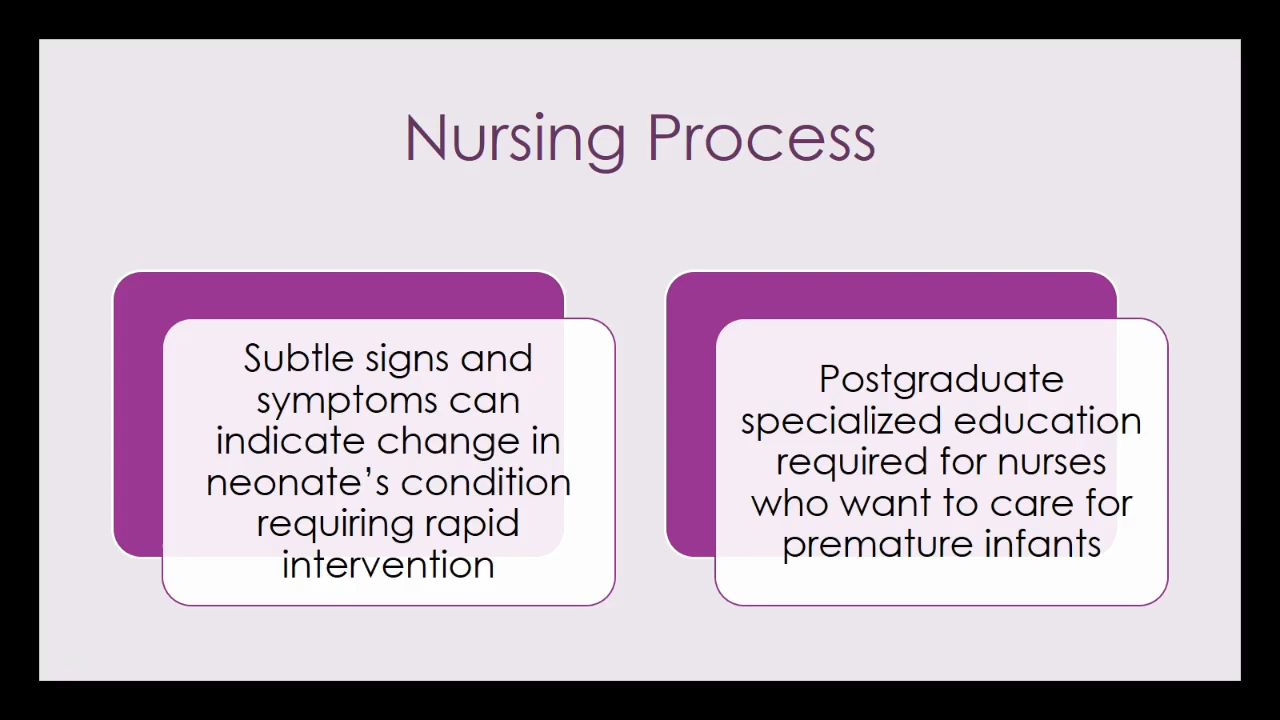 Nursing Process
Subtle signs and
symptoms can
indicate change in
neonate’s condition
requiring rapid
intervention
Postgraduate
specialized education
required for nurses
who want to care for
premature infants